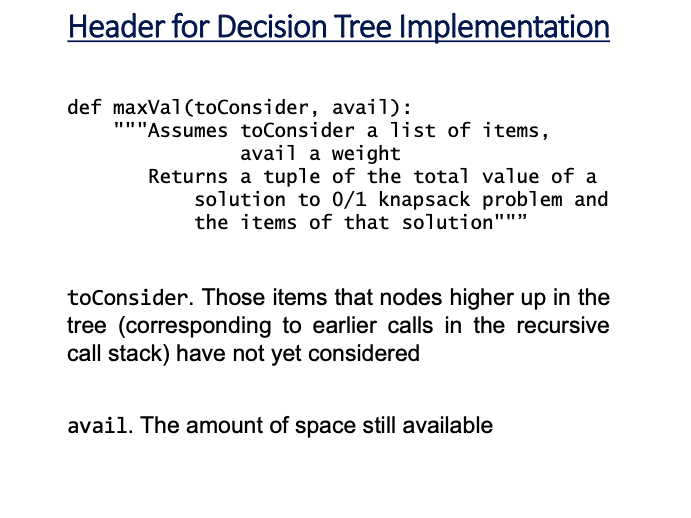 Header for Decision Tree Implementation
def maxVal(toConsider, avail):
"""Assumes toConsider a list of items,
avail a weight
Returns a tuple of the total value of a
solution to 0/1 knapsack problem and
the items of that solution""”
toConsider. Those items that nodes higher up in the
tree (corresponding to earlier calls in the recursive
call stack) have not yet considered
avail. The amount of space still available